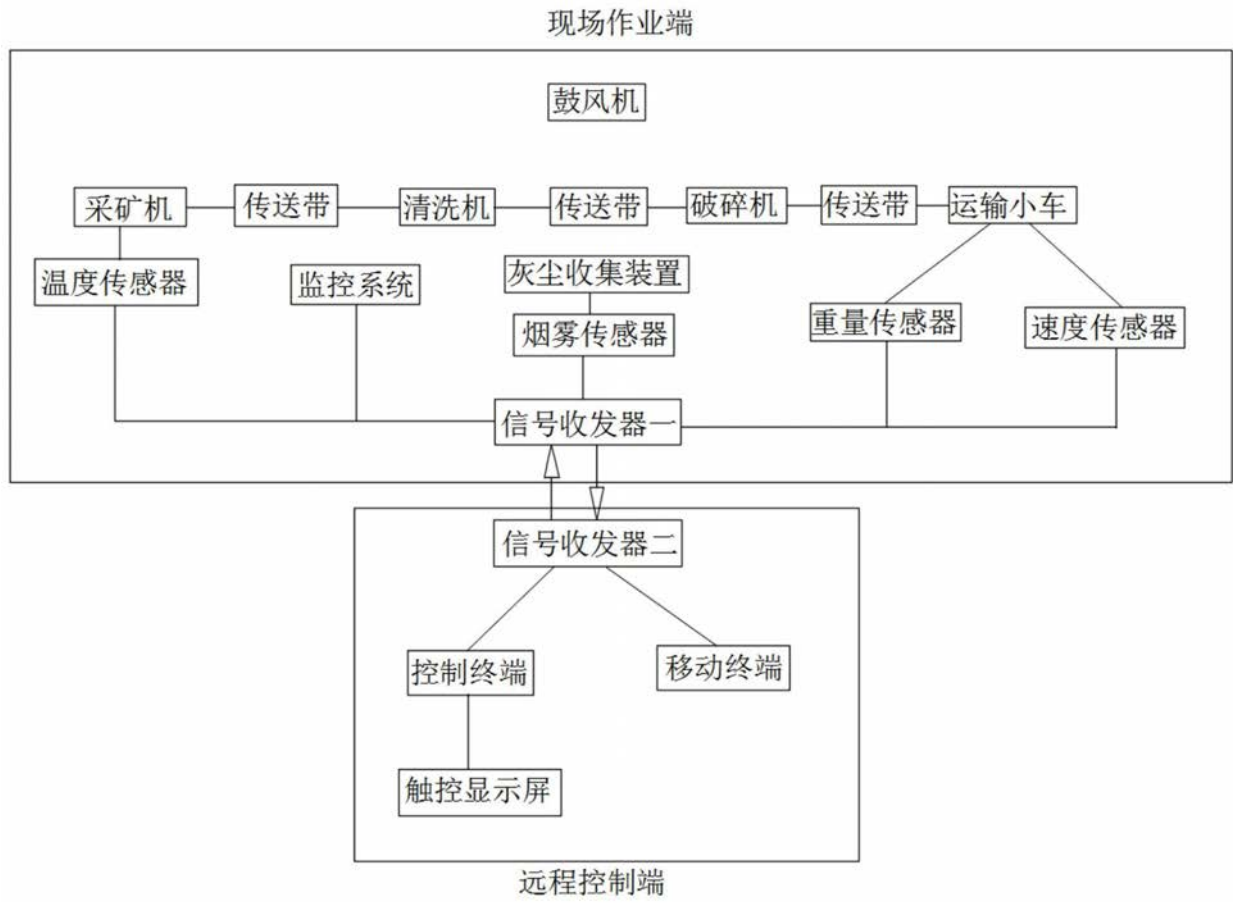 现场作业端
鼓风机
采矿机
传送带
清洗机
传送带
破碎机
传送带
运输小车
温度传感器
监控系统
灰尘收集装置
烟雾传感器
重量传感器
速度传感器
信号收发器一
信号收发器二
控制终端
移动终端
触控显示屏
远程控制端